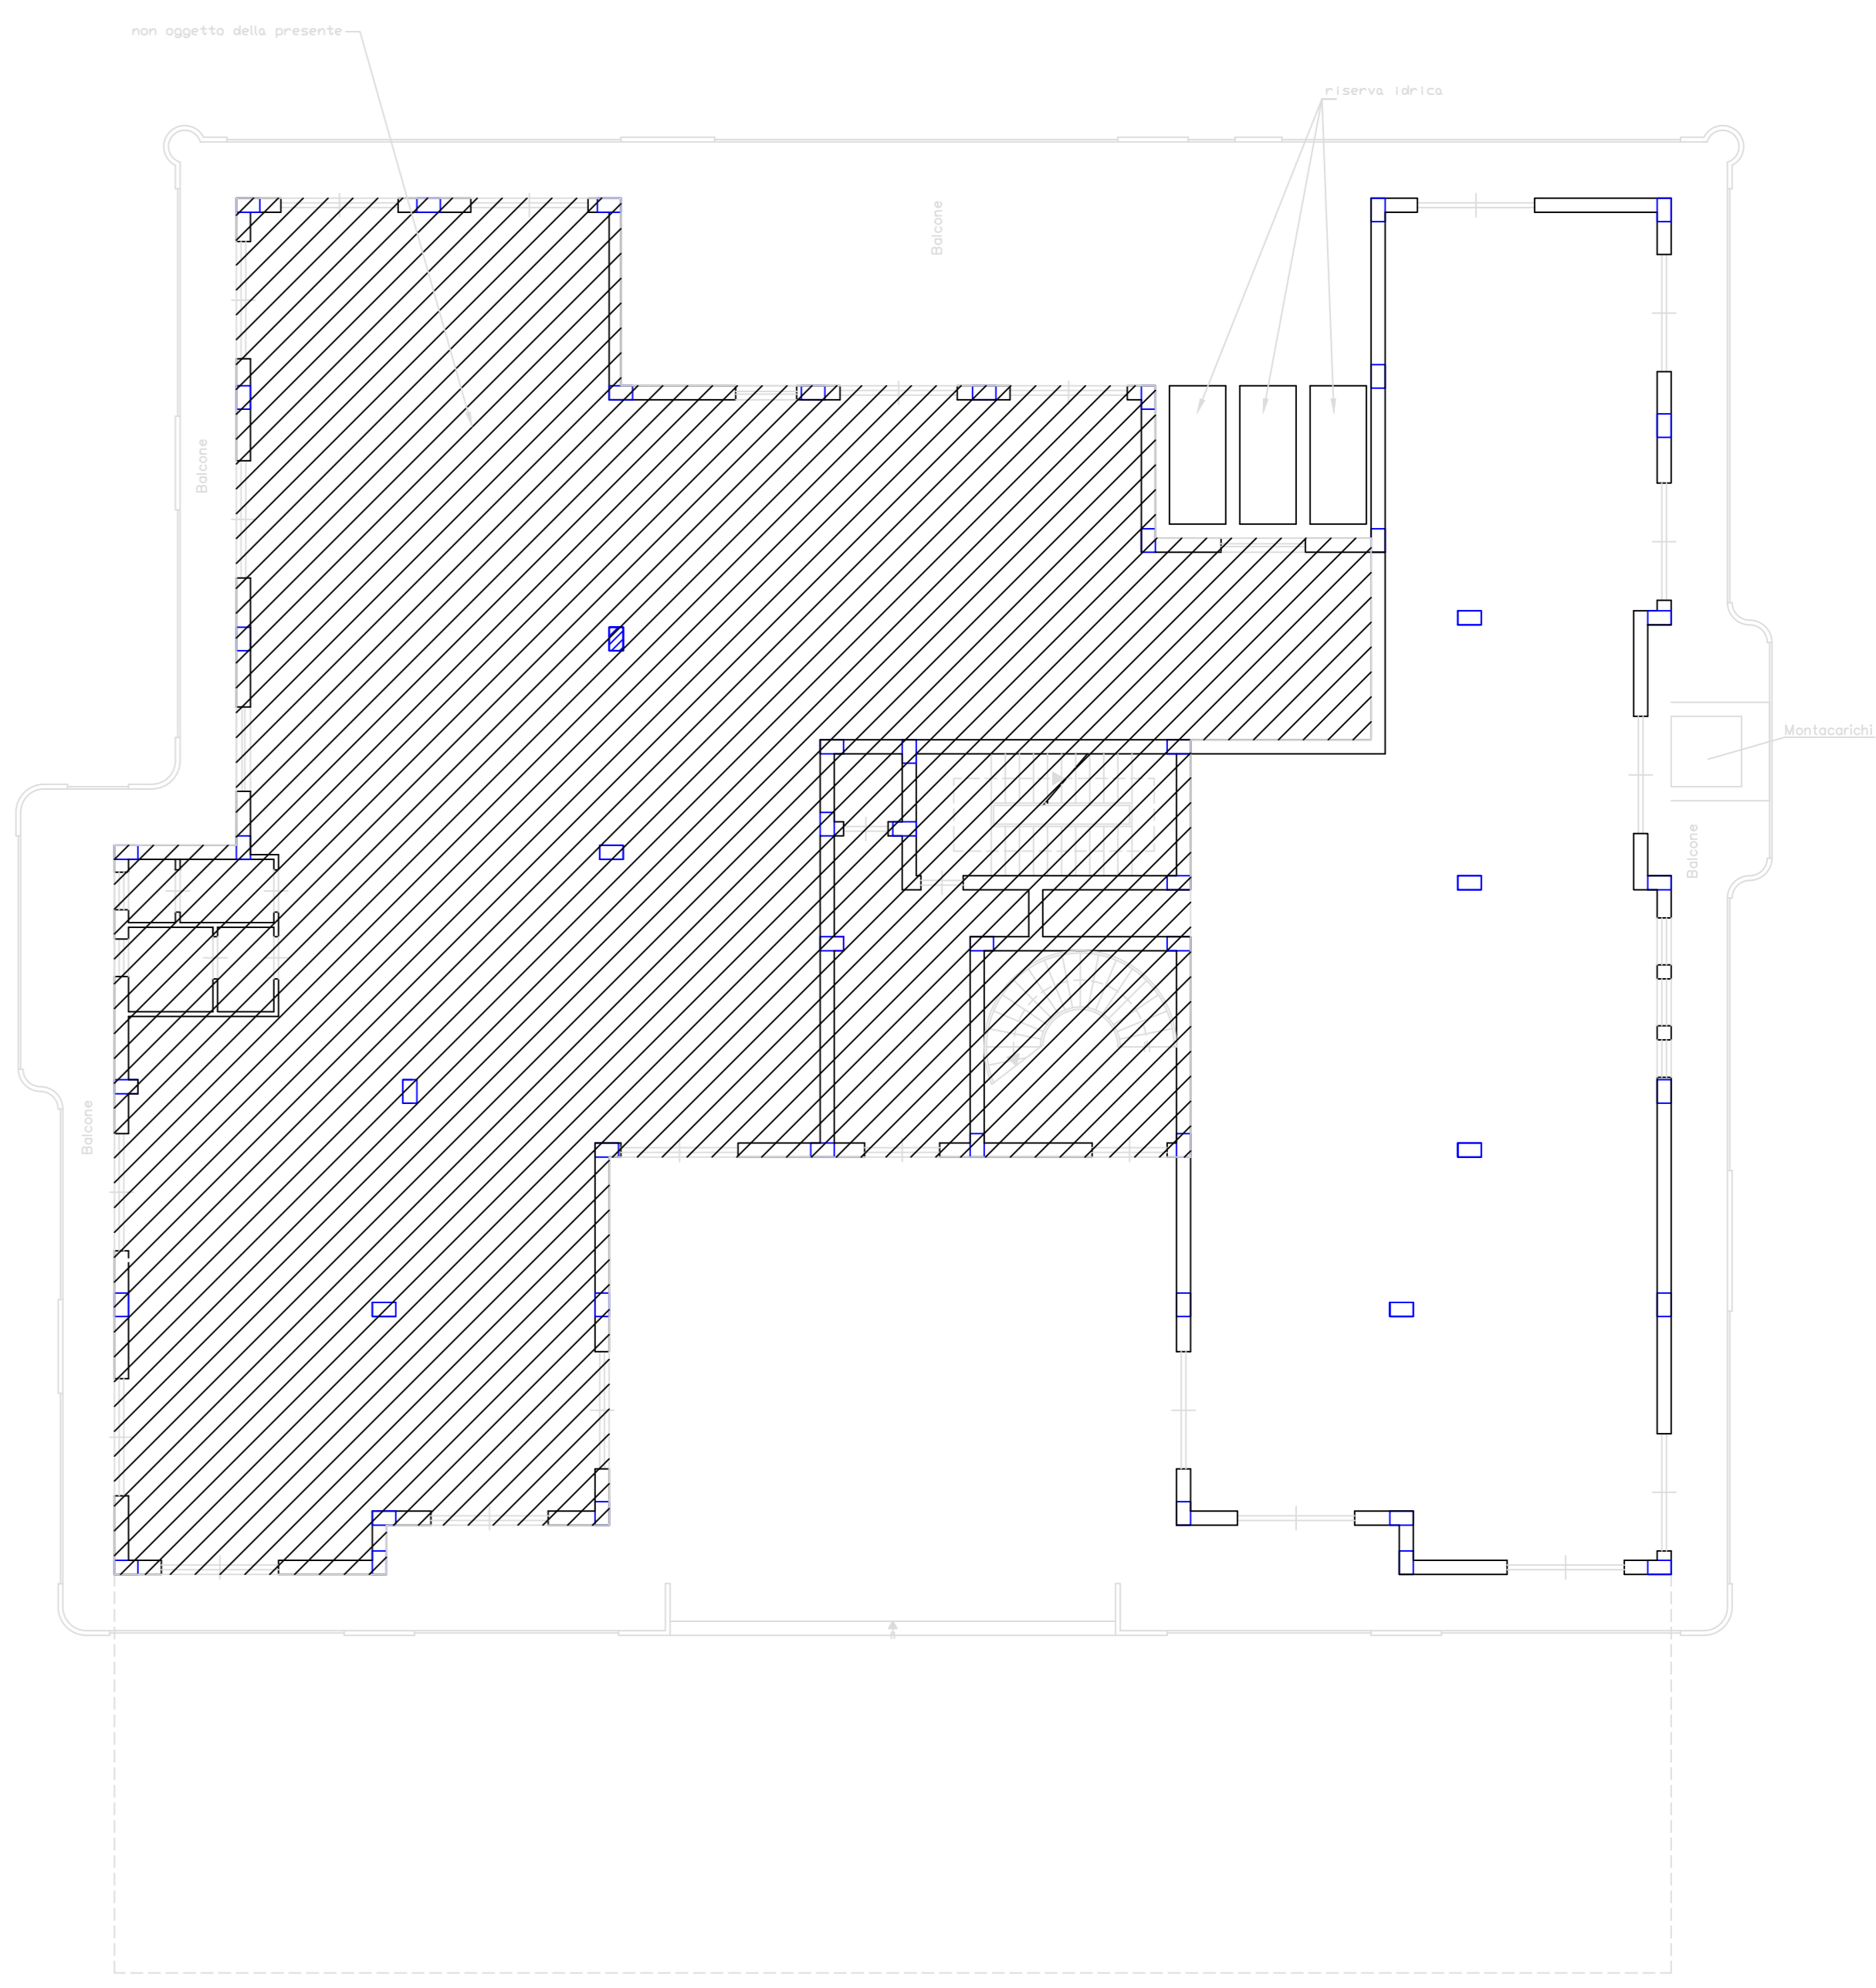 non oggetto della presente
riserva idrica
Balcone
Balcone
Montacarichi
Balcone
Balcone